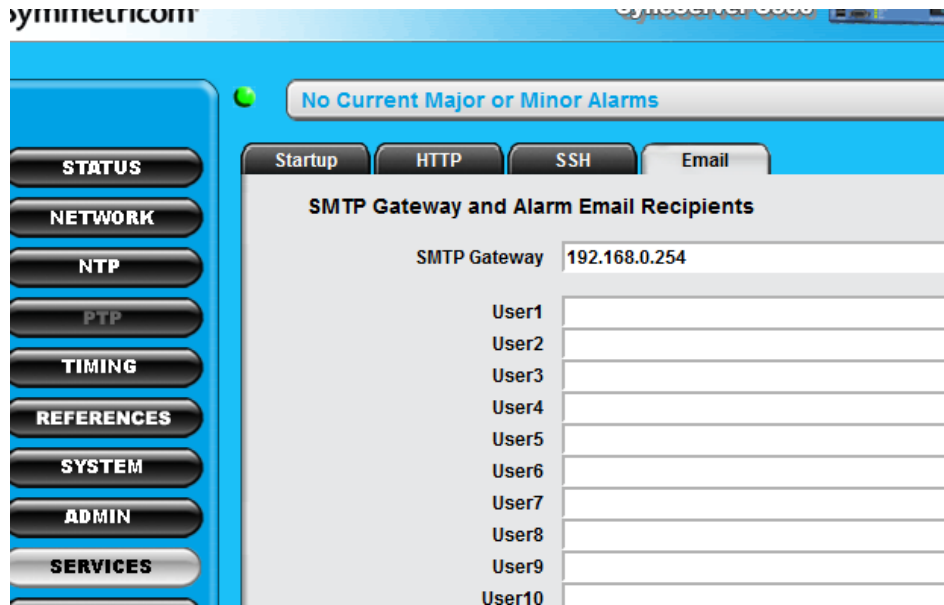 Symmetricom
SyncServer
No Current Major or Minor Alarms
Startup HTTP SSH Email
STATUS
NETWORK
NTP
PTP
TIMING
REFERENCES
SYSTEM
ADMIN
SERVICES
SMTP Gateway and Alarm Email Recipients
SMTP Gateway 192.168.0.254
User1
User2
User3
User4
User5
User6
User7
User8
User9
User10